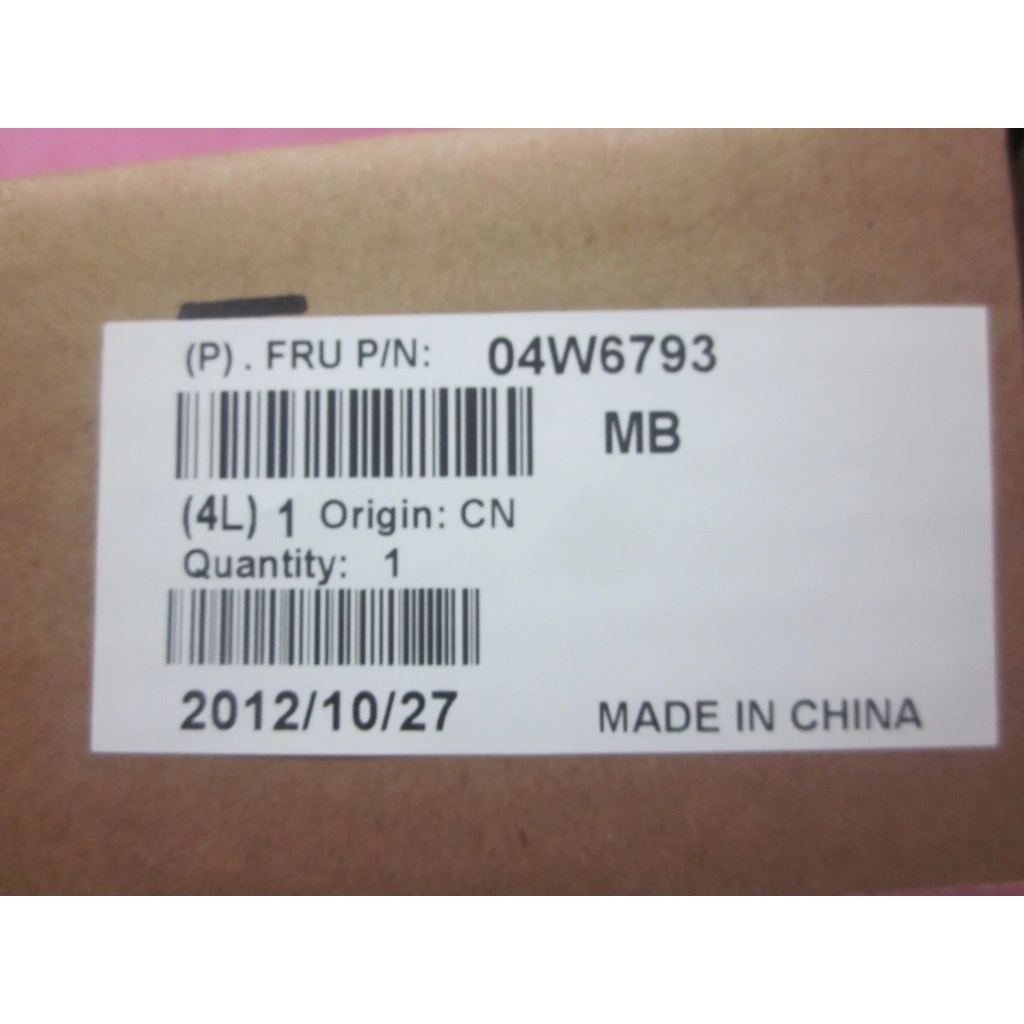 (P) . FRU P/N: 04W6793
MB
(4L) 1 Origin: CN
Quantity: 1
2012/10/27
MADE IN CHINA